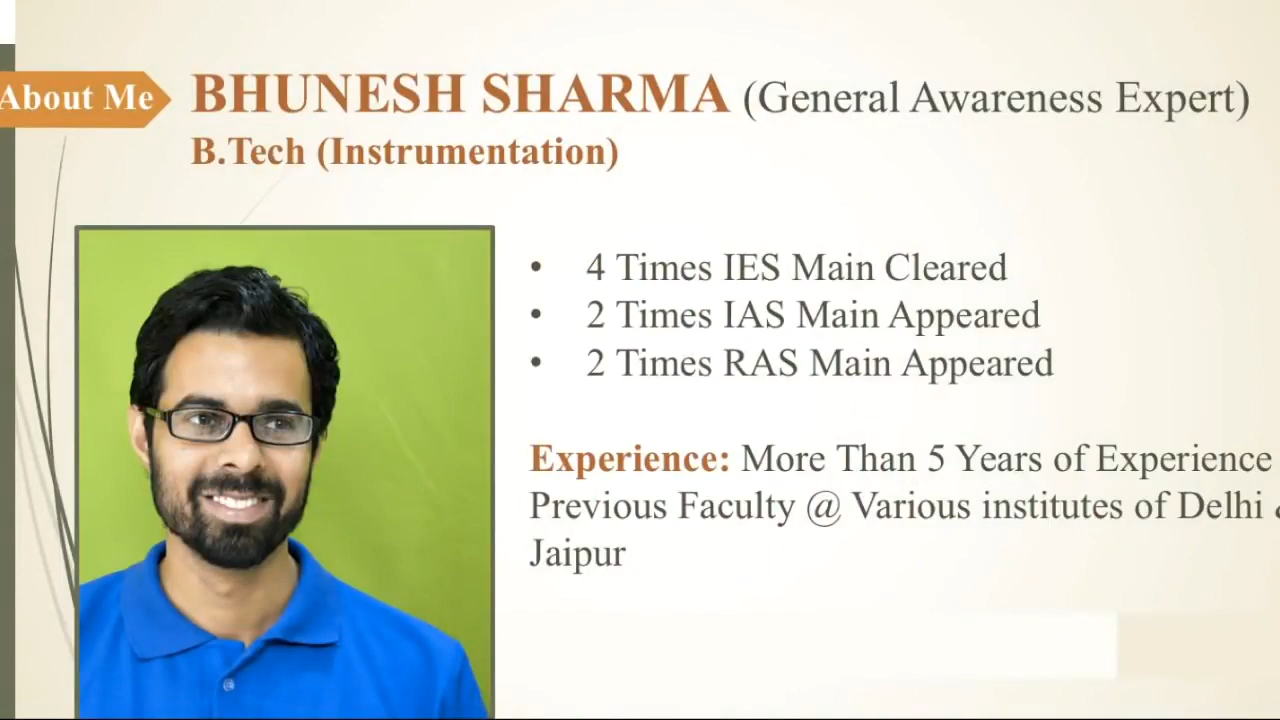 About Me
BHUNESH SHARMA (General Awareness Expert)
B.Tech (Instrumentation)
• 4 Times IES Main Cleared
• 2 Times IAS Main Appeared
• 2 Times RAS Main Appeared
Experience: More Than 5 Years of Experience
Previous Faculty @ Various institutes of Delhi
Jaipur